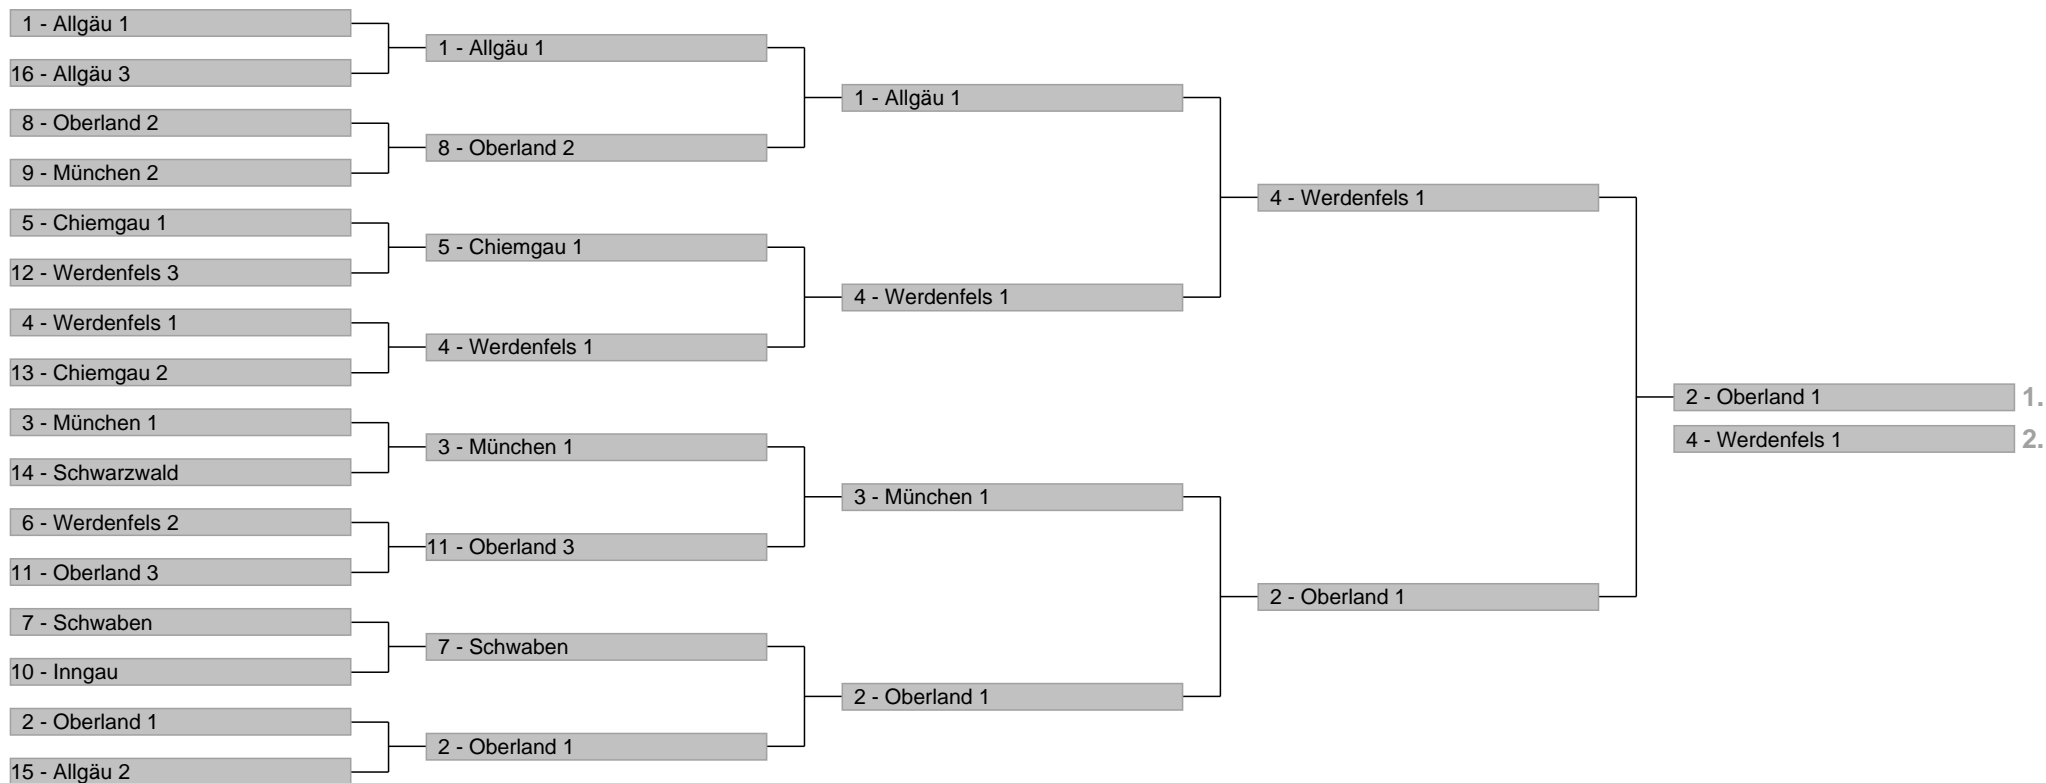 1 - Allgäu 1
16 - Allgäu 3
8 - Oberland 2
9 - München 2
5 - Chiemgau 1
12 - Werdenfels 3
4 - Werdenfels 1
13 - Chiemgau 2
3 - München 1
14 - Schwarzwald
6 - Werdenfels 2
11 - Oberland 3
7 - Schwaben
10 - Inngau
2 - Oberland 1
15 - Allgäu 2
1 - Allgäu 1
8 - Oberland 2
5 - Chiemgau 1
4 - Werdenfels 1
3 - München 1
11 - Oberland 3
7 - Schwaben
2 - Oberland 1
1 - Allgäu 1
4 - Werdenfels 1
3 - München 1
2 - Oberland 1
4 - Werdenfels 1
2 - Oberland 1
2 - Oberland 1 1.
4 - Werdenfels 1 2.